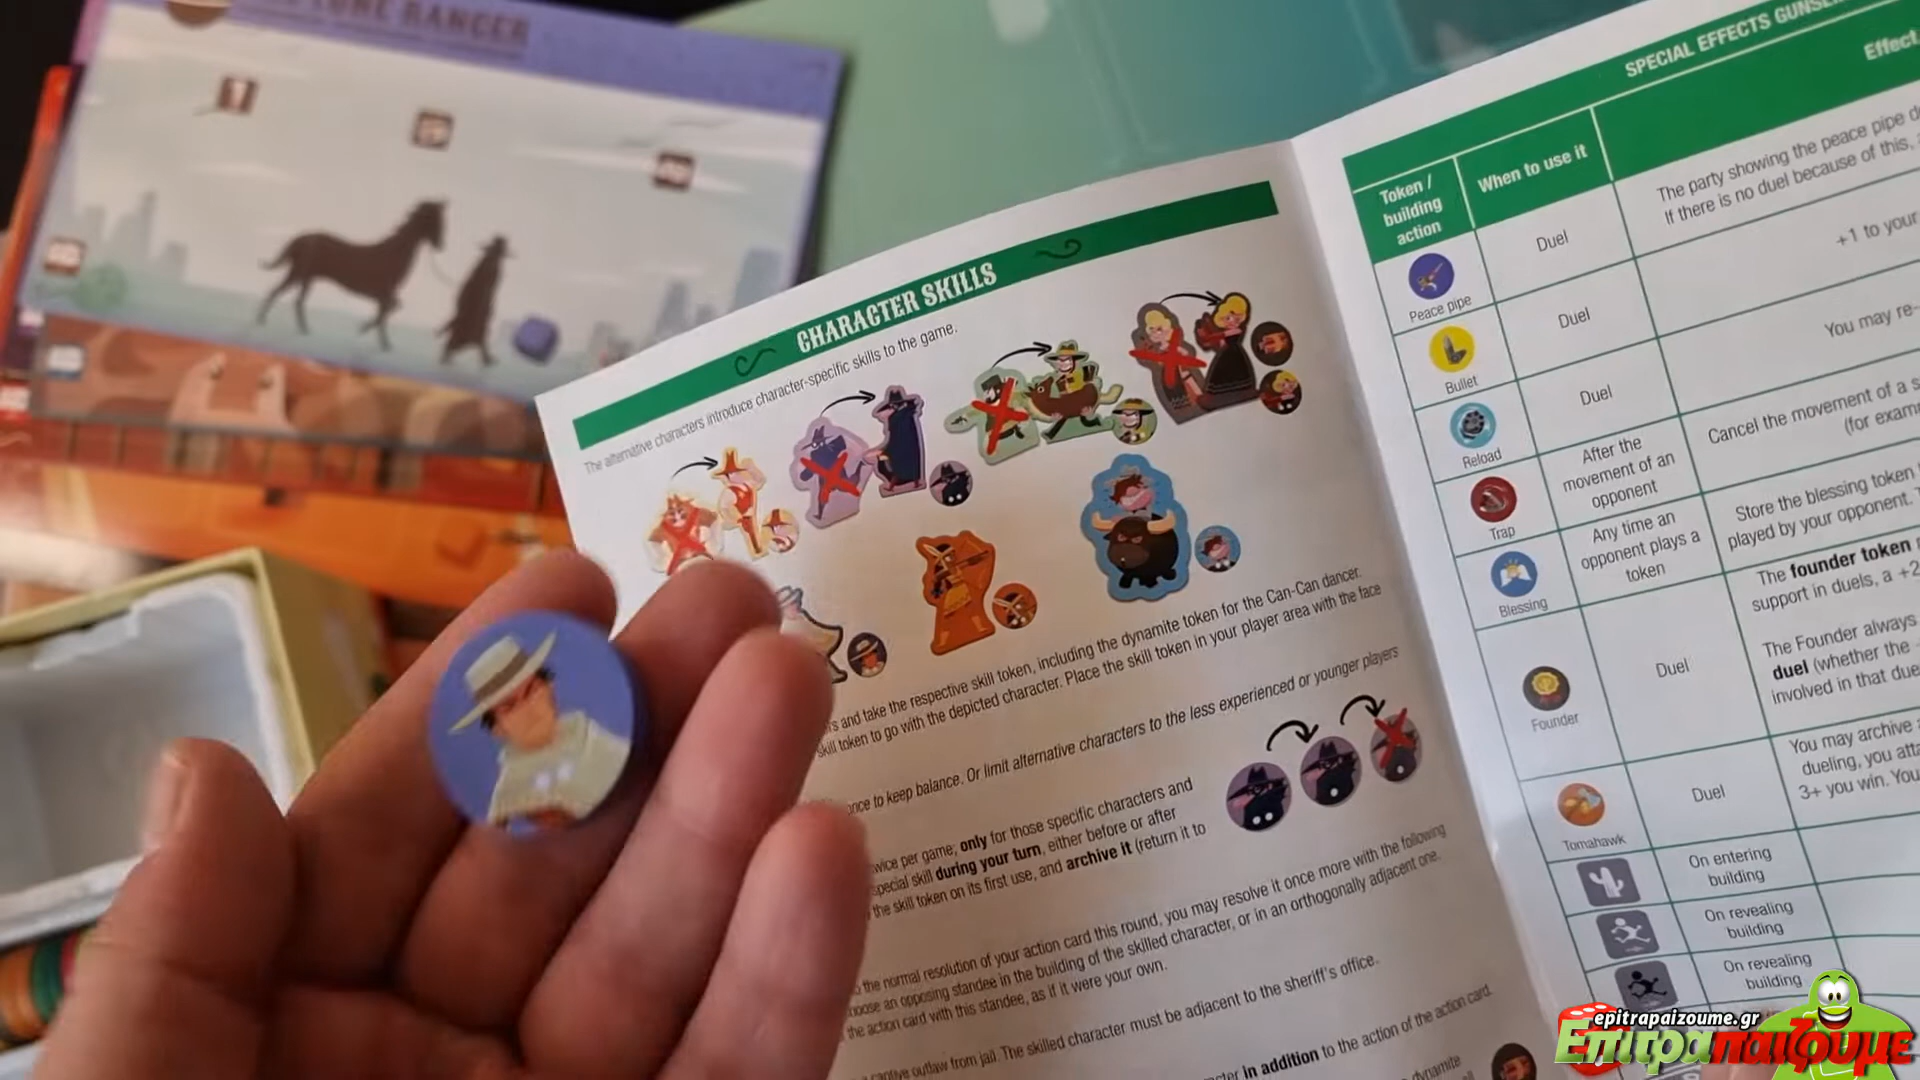 LONE RANGER
CHARACTER SKILLS
The alternative characters introduce character-specific skills to the game.
and take the respective skill token, including the dynamite token for the Can-Can dancer.
skill token to go with the depicted character. Place the skill token in your player area with the face
to keep balance. Or limit alternative characters to the less experienced or younger players
per game, only for those specific characters and
special skill during your turn, either before or after
the skill token on its first use, and archive it (return it to
the normal resolution of your action card this round, you may resolve it once more with the following
an opposing standee in the building of the skilled character, or in an orthogonally adjacent one.
the action card with this standee, as if it were your own.
captive outlaw from jail. The skilled character must be adjacent to the sheriff's office.
in addition to the action of the action card.
dynamite
SPECIAL EFFECTS
Token / building action
When to use it
Effect
Peace pipe
Duel
The party showing the peace pipe
If there is no duel because of this,
Bullet
Duel
+1 to your
Reload
Duel
You may re-
Trap
After the movement of an opponent
Cancel the movement of a
(for
Blessing
Any time an opponent plays a token
Store the blessing token
played by your opponent.
Founder
Duel
The founder token
support in duels, a +2
The Founder always
duel (whether the
involved in that
Tomahawk
Duel
You may archive
dueling, you
3+ you win. You
On entering building
On revealing building
On revealing building
epitrapaizoume.gr
Επιτραπαίζουμε